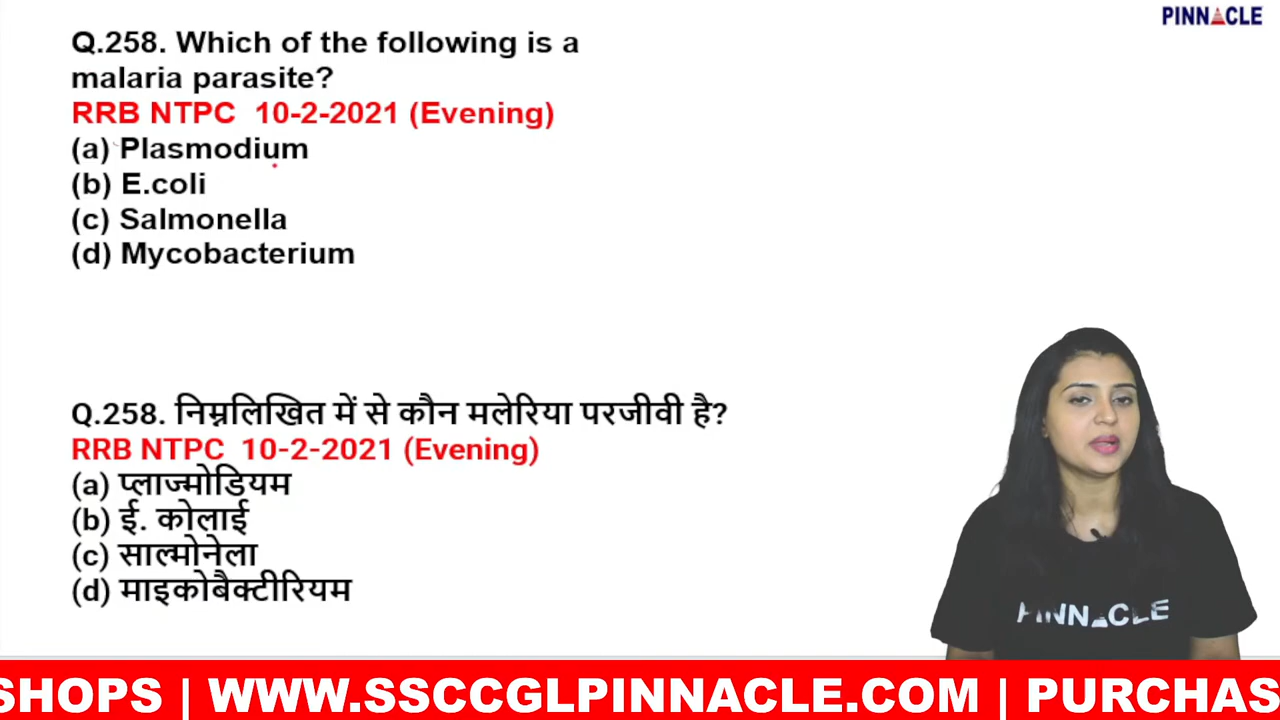 PINNACLE
Q.258. Which of the following is a
malaria parasite?
RRB NTPC 10-2-2021 (Evening)
(a) Plasmodium
(b) E.coli
(c) Salmonella
(d) Mycobacterium
Q.258. निम्नलिखित में से कौन मलेरिया परजीवी है?
RRB NTPC 10-2-2021 (Evening)
(a) प्लाज्मोडियम
(b) ई. कोलाई
(c) साल्मोनेला
(d) माइकोबैक्टीरियम
PINNACLE
SHOPS | WWW.SSCCGLPINNACLE.COM | PURCHAS